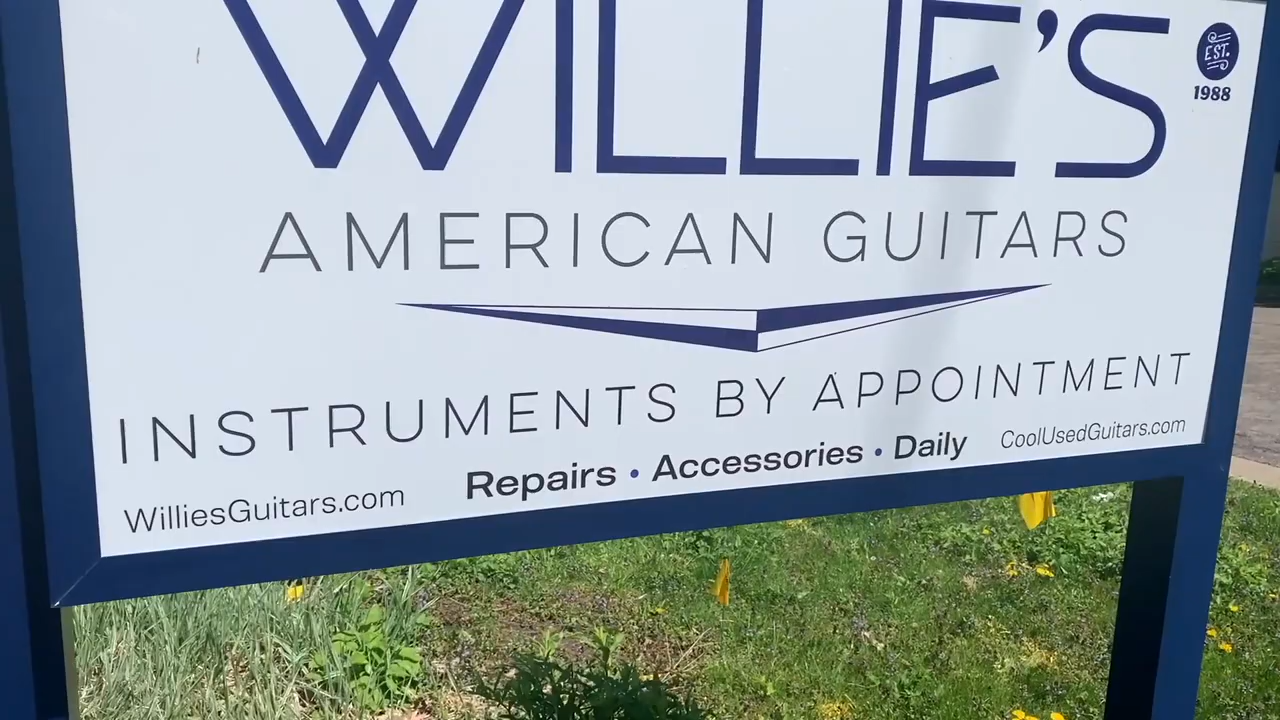 WILLIE'S
EST.
1988
AMERICAN GUITARS
INSTRUMENTS BY APPOINTMENT
Repairs • Accessories • Daily
WilliesGuitars.com
CoolUsedGuitars.com